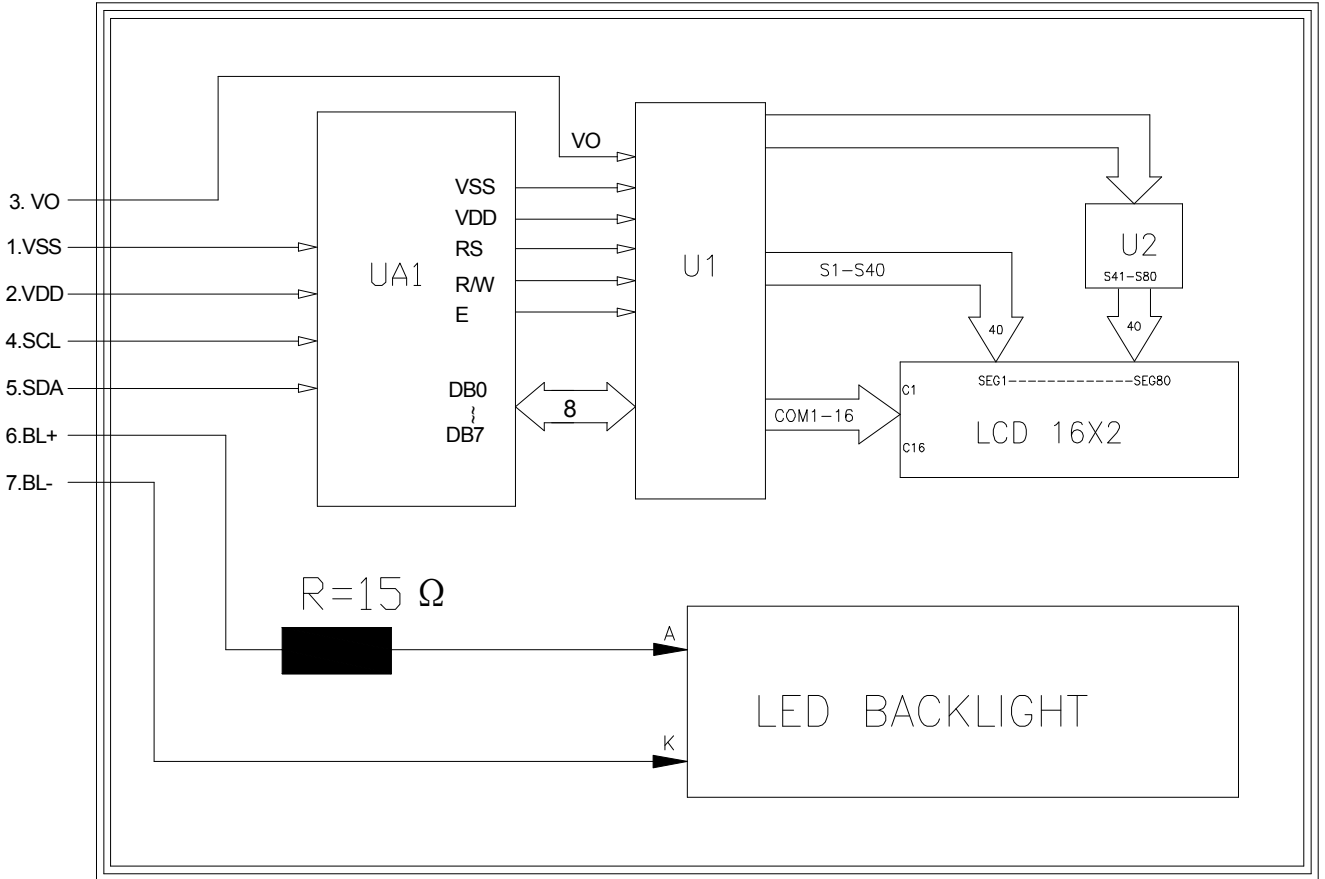 3. VO
1.VSS
2.VDD
4.SCL
5.SDA
6.BL+
7.BL-
UA1
VSS
VDD
RS
R/W
E
DB0
~
DB7
VO
8
U1
S1-S40
COM1-16
40
U2
S41-S80
40
SEG1--------------SEG80
C1
C16
LCD 16X2
R=15 Ω
A
K
LED BACKLIGHT